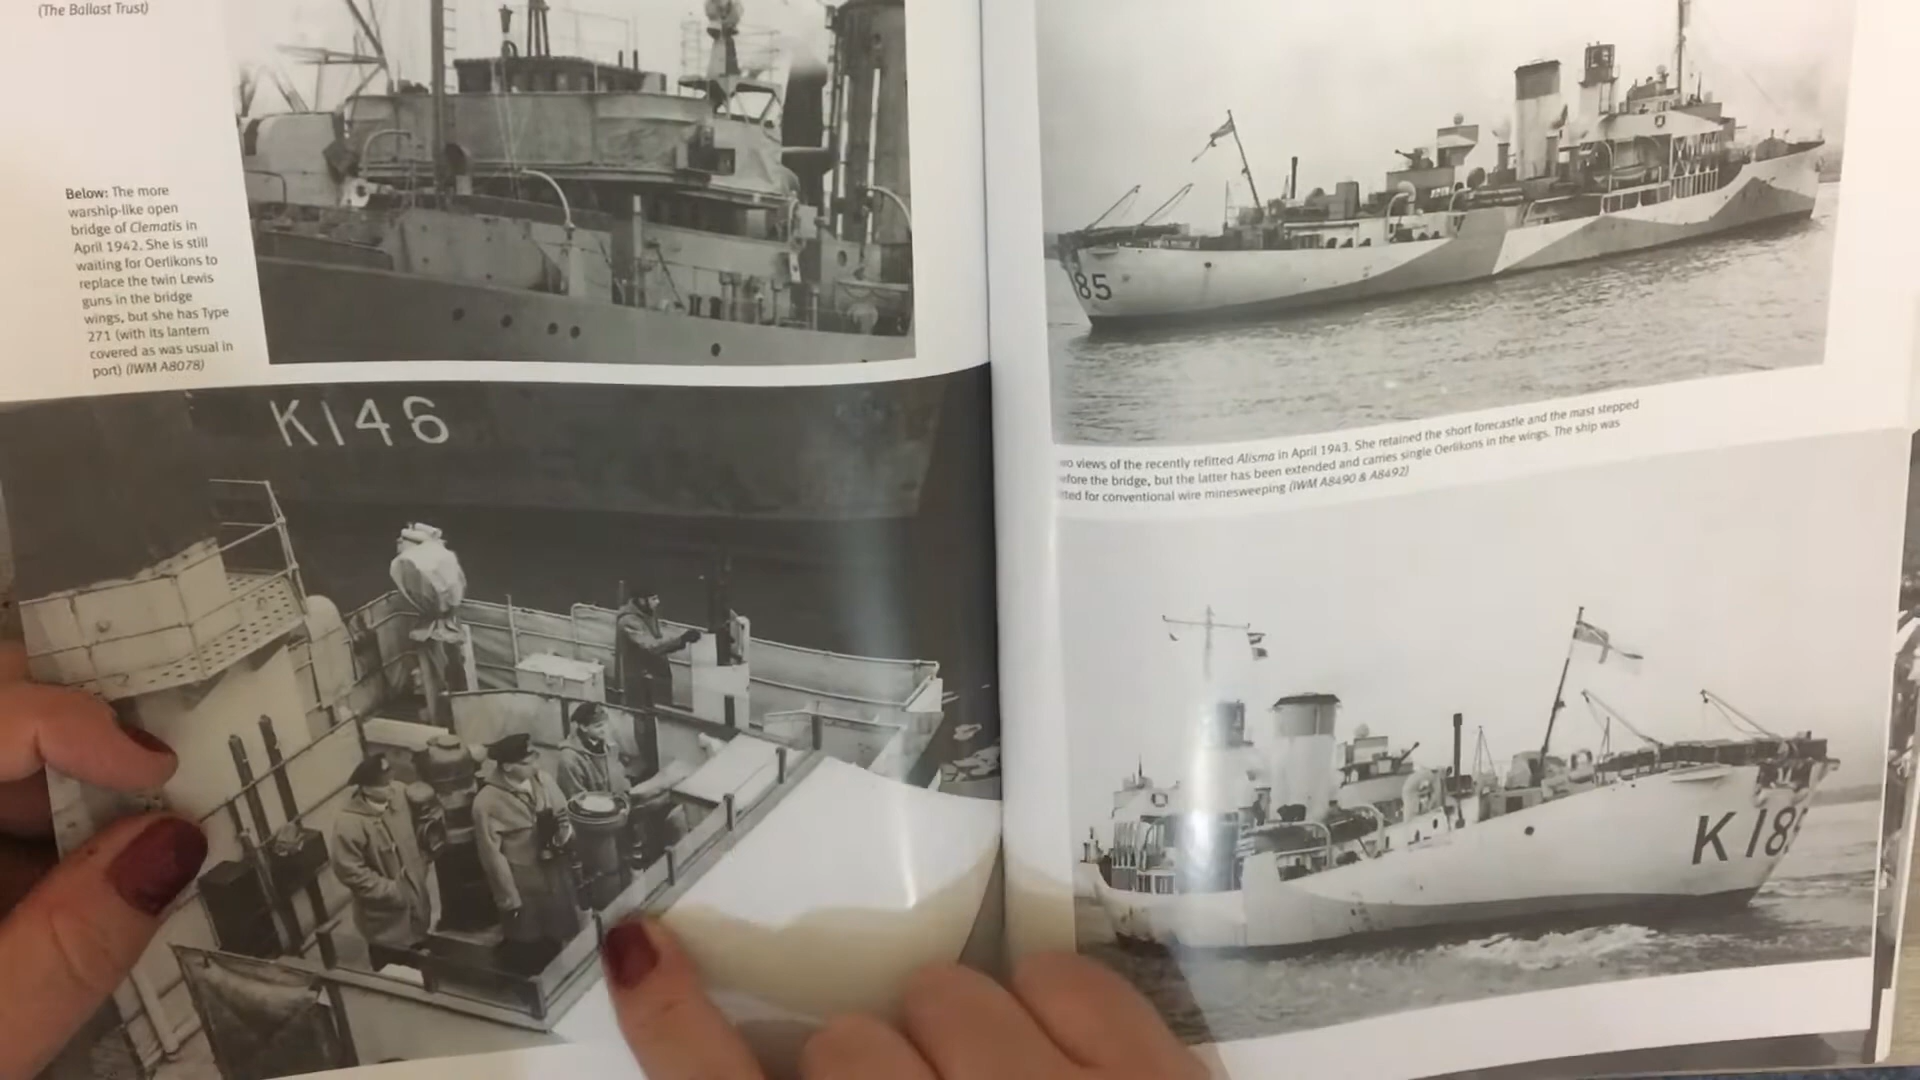 (The Ballast Trust)
Below: The more
warship-like open
bridge of Clematis in
April 1942. She is still
waiting for Oerlikons to
replace the twin Lewis
guns in the bridge
wings, but she has Type
271 (with its lantern
covered as was usual in
port) (IWM A8078)
K146
85
views of the recently refitted Alisma in April 1943. She retained the short forecastle and the mast stepped
the bridge, but the latter has been extended and carries single Oerlikons in the wings. The ship was
for conventional wire minesweeping (IWM A8490 & A8492)
K 185